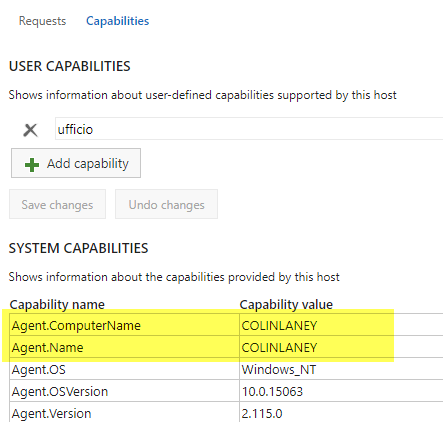 Requests Capabilities
USER CAPABILITIES
Shows information about user-defined capabilities supported by this host
ufficio
Add capability
Save changes Undo changes
SYSTEM CAPABILITIES
Shows information about the capabilities provided by this host
Capability name Capability value
Agent.ComputerName COLINLANEY
Agent.Name COLINLANEY
Agent.OS Windows_NT
Agent.OSVersion 10.0.15063
Agent.Version 2.115.0